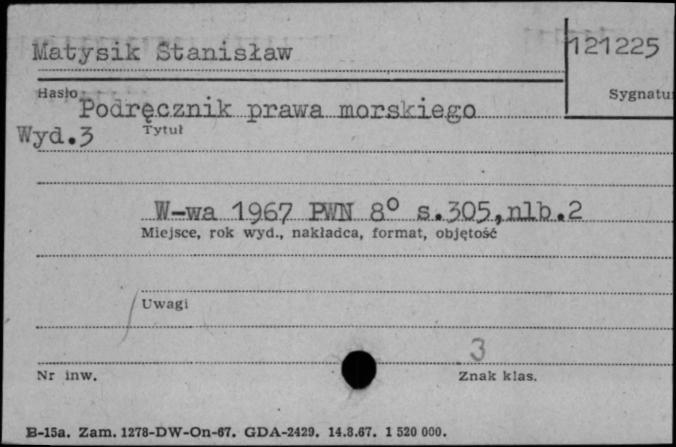 Matysik Stanisław
121225
Hasło
Sygnatu
Podręcznik prawa morskiego
Wyd.3
Tytuł
W-wa 1967 PWN 8° s.305,nlb.2
Miejsce, rok wyd., nakładca, format, objętość
Uwagi
3
Nr inw.
Znak klas.
B-15a. Zam. 1278-DW-On-67. GDA-2429. 14.8.67. 1 520 000.